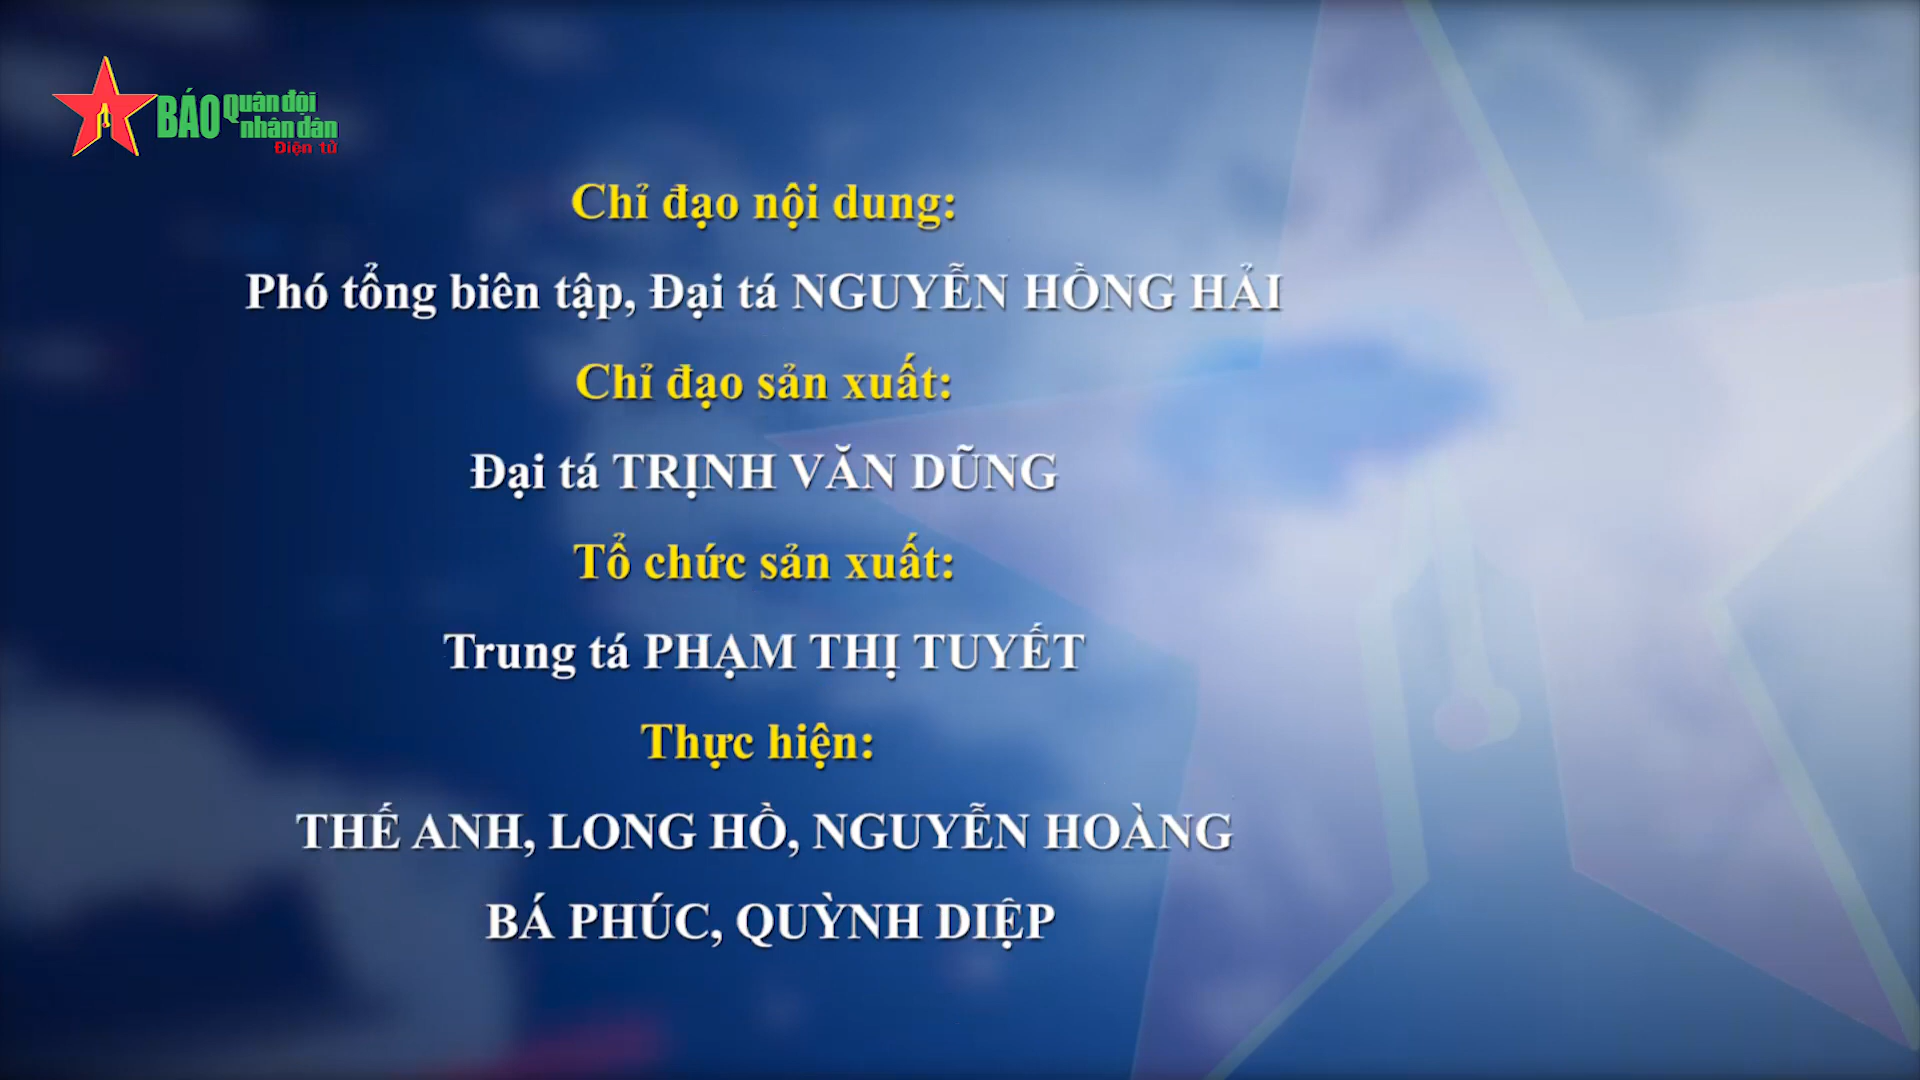 BÁO Quân đội
nhân dân
Điện tử
Chỉ đạo nội dung:
Phó tổng biên tập, Đại tá NGUYỄN HỒNG HẢI
Chỉ đạo sản xuất:
Đại tá TRỊNH VĂN DŨNG
Tổ chức sản xuất:
Trung tá PHẠM THỊ TUYẾT
Thực hiện:
THẾ ANH, LONG HỒ, NGUYỄN HOÀNG
BÁ PHÚC, QUỲNH DIỆP